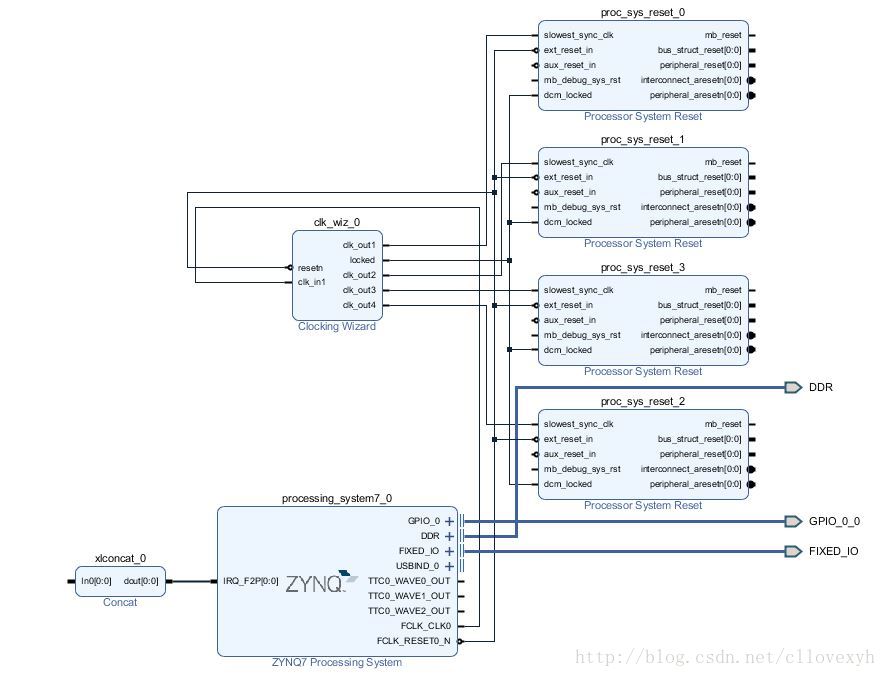 proc_sys_reset_0
slowest_sync_clk mb_reset
ext_reset_in bus_struct_reset[0:0]
aux_reset_in peripheral_reset[0:0]
mb_debug_sys_rst interconnect_aresetn[0:0]
dcm_locked peripheral_aresetn[0:0]
Processor System Reset
proc_sys_reset_1
slowest_sync_clk mb_reset
ext_reset_in bus_struct_reset[0:0]
aux_reset_in peripheral_reset[0:0]
mb_debug_sys_rst interconnect_aresetn[0:0]
dcm_locked peripheral_aresetn[0:0]
Processor System Reset
clk_wiz_0
clk_out1
locked
resetn
clk_out2
clk_in1
clk_out3
clk_out4
Clocking Wizard
proc_sys_reset_3
slowest_sync_clk mb_reset
ext_reset_in bus_struct_reset[0:0]
aux_reset_in peripheral_reset[0:0]
mb_debug_sys_rst interconnect_aresetn[0:0]
dcm_locked peripheral_aresetn[0:0]
Processor System Reset
DDR
proc_sys_reset_2
slowest_sync_clk mb_reset
ext_reset_in bus_struct_reset[0:0]
aux_reset_in peripheral_reset[0:0]
mb_debug_sys_rst interconnect_aresetn[0:0]
dcm_locked peripheral_aresetn[0:0]
Processor System Reset
processing_system7_0
GPIO_0
DDR
FIXED_IO
USBIND_0
IRQ_F2P[0:0] ZYNQ TTC0_WAVE0_OUT
TTC0_WAVE1_OUT
TTC0_WAVE2_OUT
FCLK_CLK0
FCLK_RESET0_N
ZYNQ7 Processing System
GPIO_0_0
FIXED_IO
xlconcat_0
In0[0:0] dout[0:0]
Concat
http://blog.csdn.net/cllovexyh